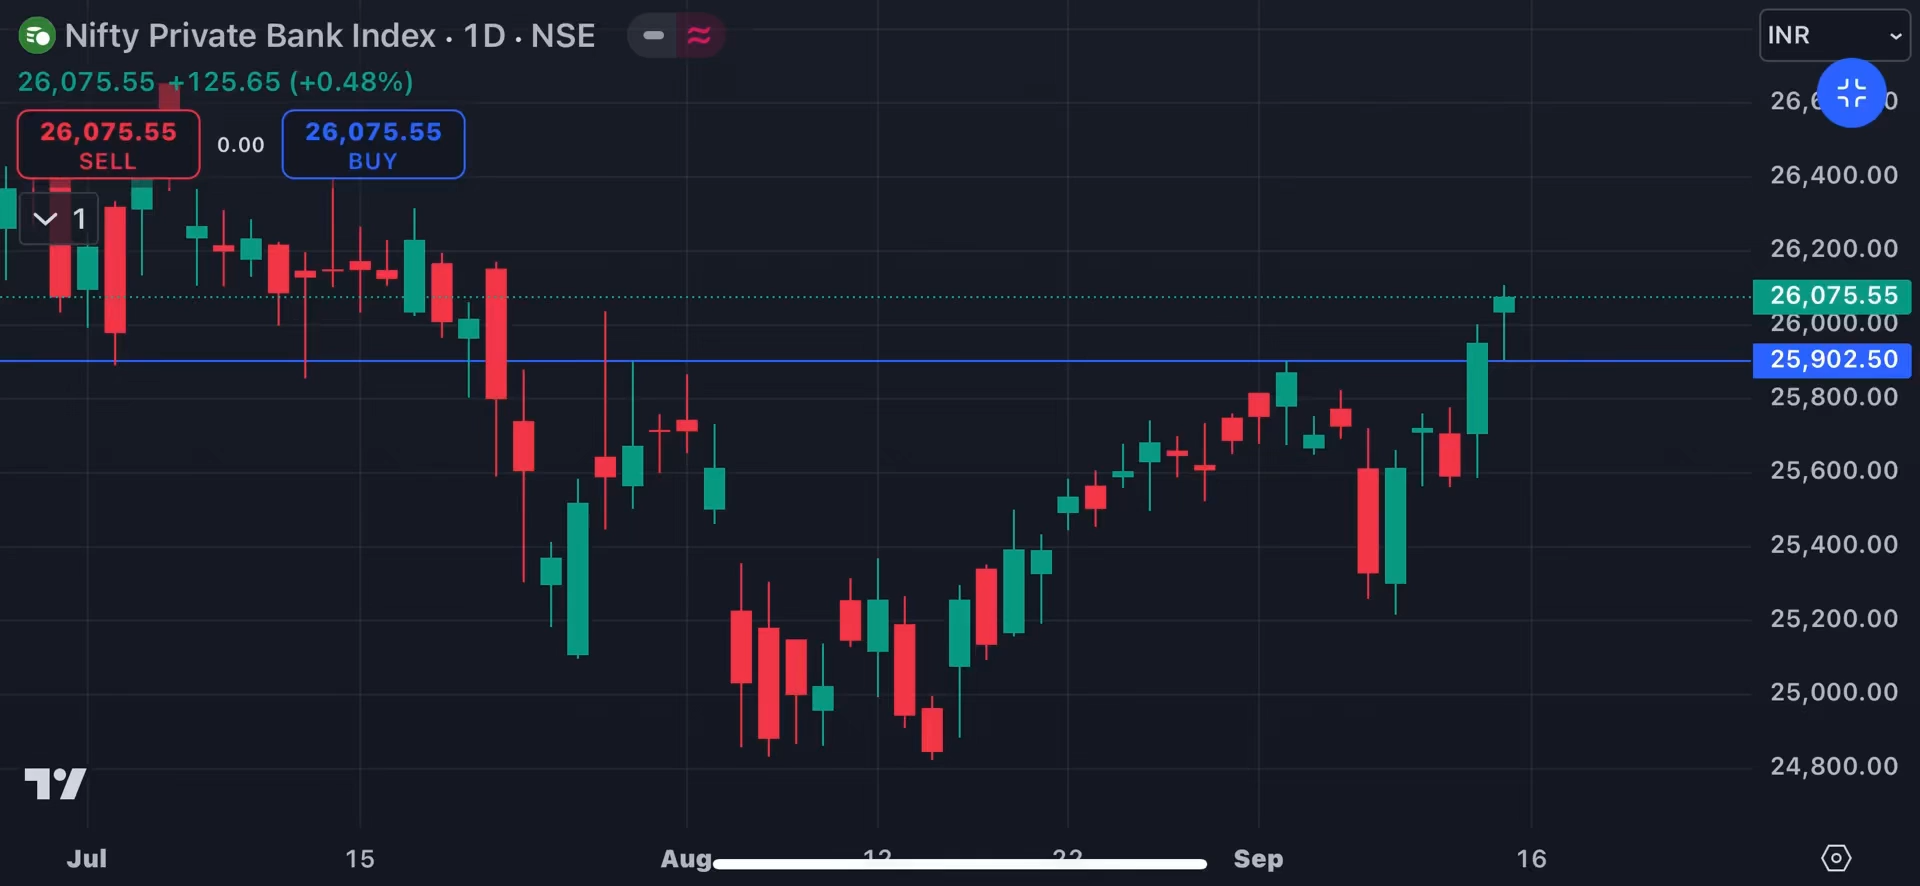 Nifty Private Bank Index · 1D · NSE
INR
26,075.55 +125.65 (+0.48%)
26,075.55 SELL
0.00
26,075.55 BUY
1
26,400.00
26,200.00
26,075.55
26,000.00
25,902.50
25,800.00
25,600.00
25,400.00
25,200.00
25,000.00
24,800.00
Jul 15 Aug 12 22 Sep 16